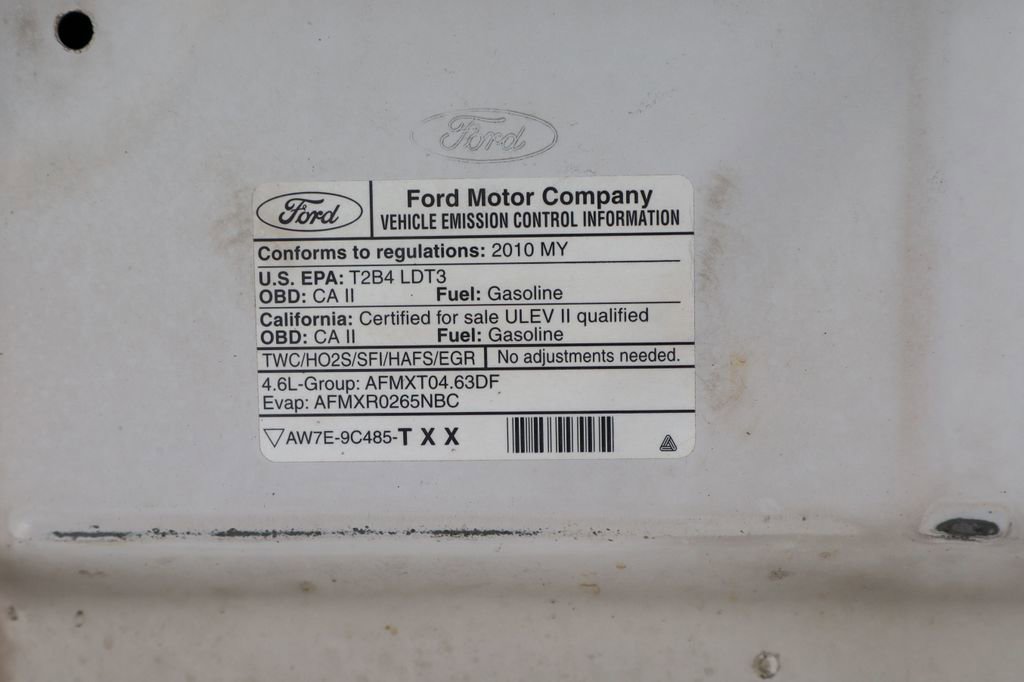 Ford
Ford
Ford Motor Company
VEHICLE EMISSION CONTROL INFORMATION
Conforms to regulations: 2010 MY
U.S. EPA: T2B4 LDT3
OBD: CA II Fuel: Gasoline
California: Certified for sale ULEV II qualified
OBD: CA II Fuel: Gasoline
TWC/HO2S/SFI/HAFS/EGR No adjustments needed.
4.6L-Group: AFMXT04.63DF
Evap: AFMXR0265NBC
AW7E-9C485-TXX